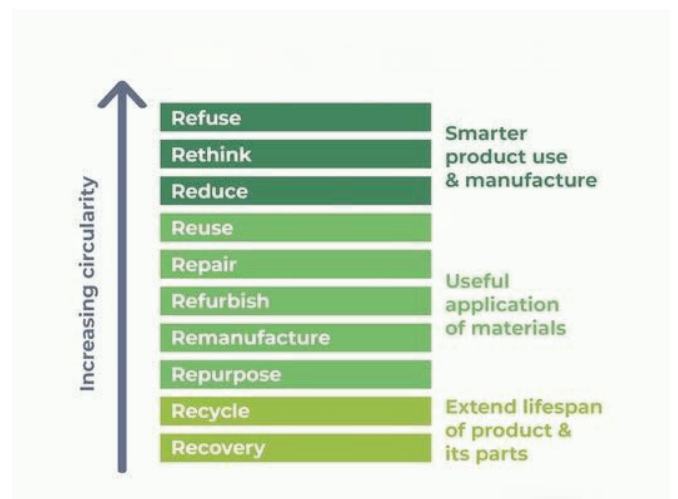 Increasing circularity
Refuse
Rethink
Reduce
Reuse
Repair
Refurbish
Remanufacture
Repurpose
Recycle
Recovery
Smarter
product use
& manufacture
Useful
application
of materials
Extend lifespan
of product &
its parts